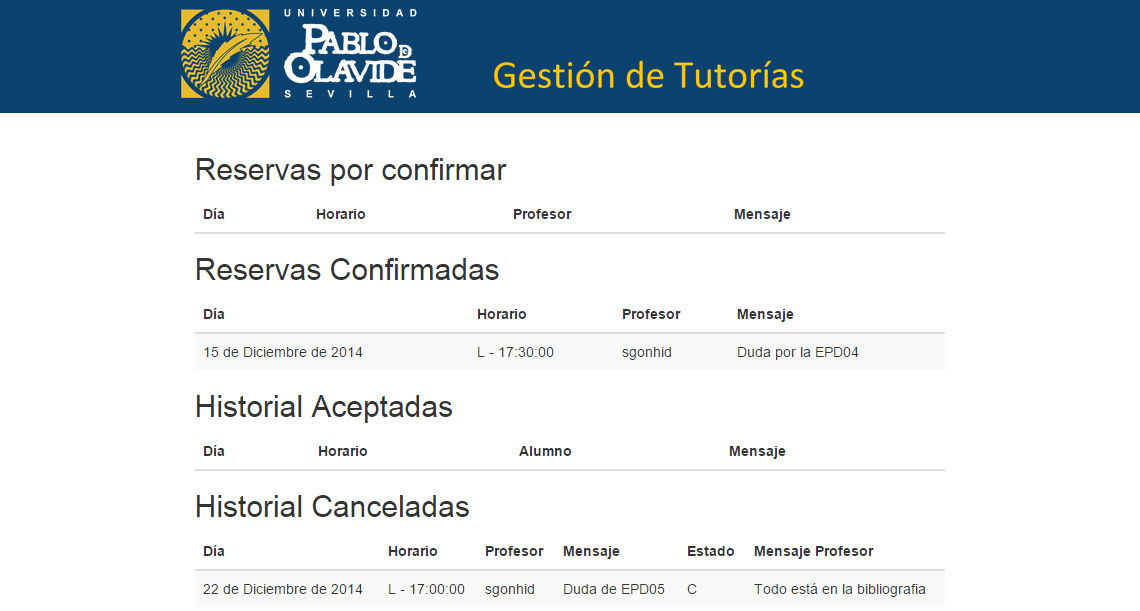 UNIVERSIDAD
PABLO DE
OLAVIDE
SEVILLA
Gestión de Tutorías
Reservas por confirmar
Día Horario Profesor Mensaje
Reservas Confirmadas
Día Horario Profesor Mensaje
15 de Diciembre de 2014 L - 17:30:00 sgonhid Duda por la EPD04
Historial Aceptadas
Día Horario Alumno Mensaje
Historial Canceladas
Día Horario Profesor Mensaje Estado Mensaje Profesor
22 de Diciembre de 2014 L - 17:00:00 sgonhid Duda de EPD05 C Todo está en la bibliografia